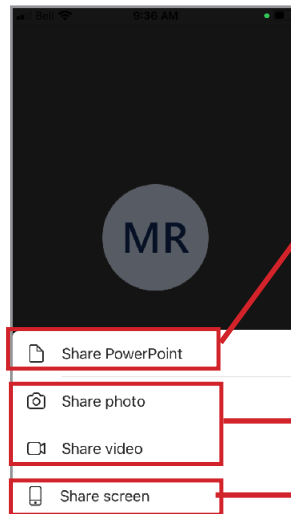 Bell 9:36 AM
MR
Share PowerPoint
Share photo
Share video
Share screen